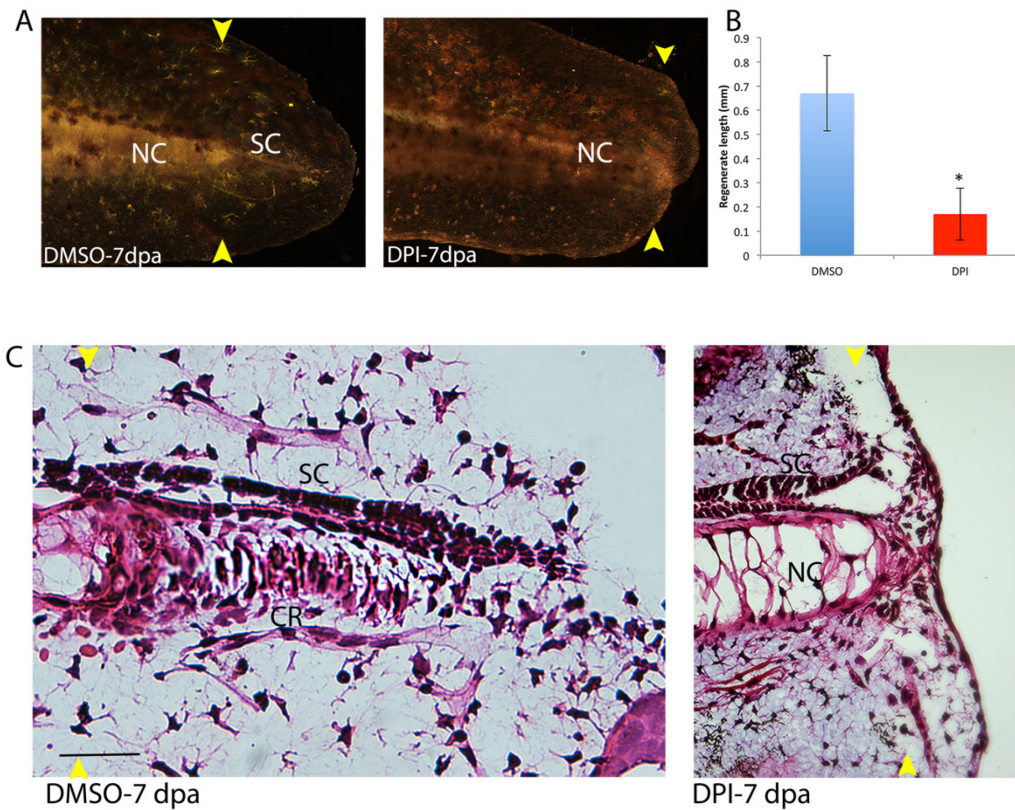 A
NC
SC
DMSO-7dpa
NC
DPI-7dpa
B
Regenerate length (mm)
0.9
0.8
0.7
0.6
0.5
0.4
0.3
0.2
0.1
0
*
DMSO
DPI
C
SC
CR
DMSO-7 dpa
SC
NC
DPI-7 dpa